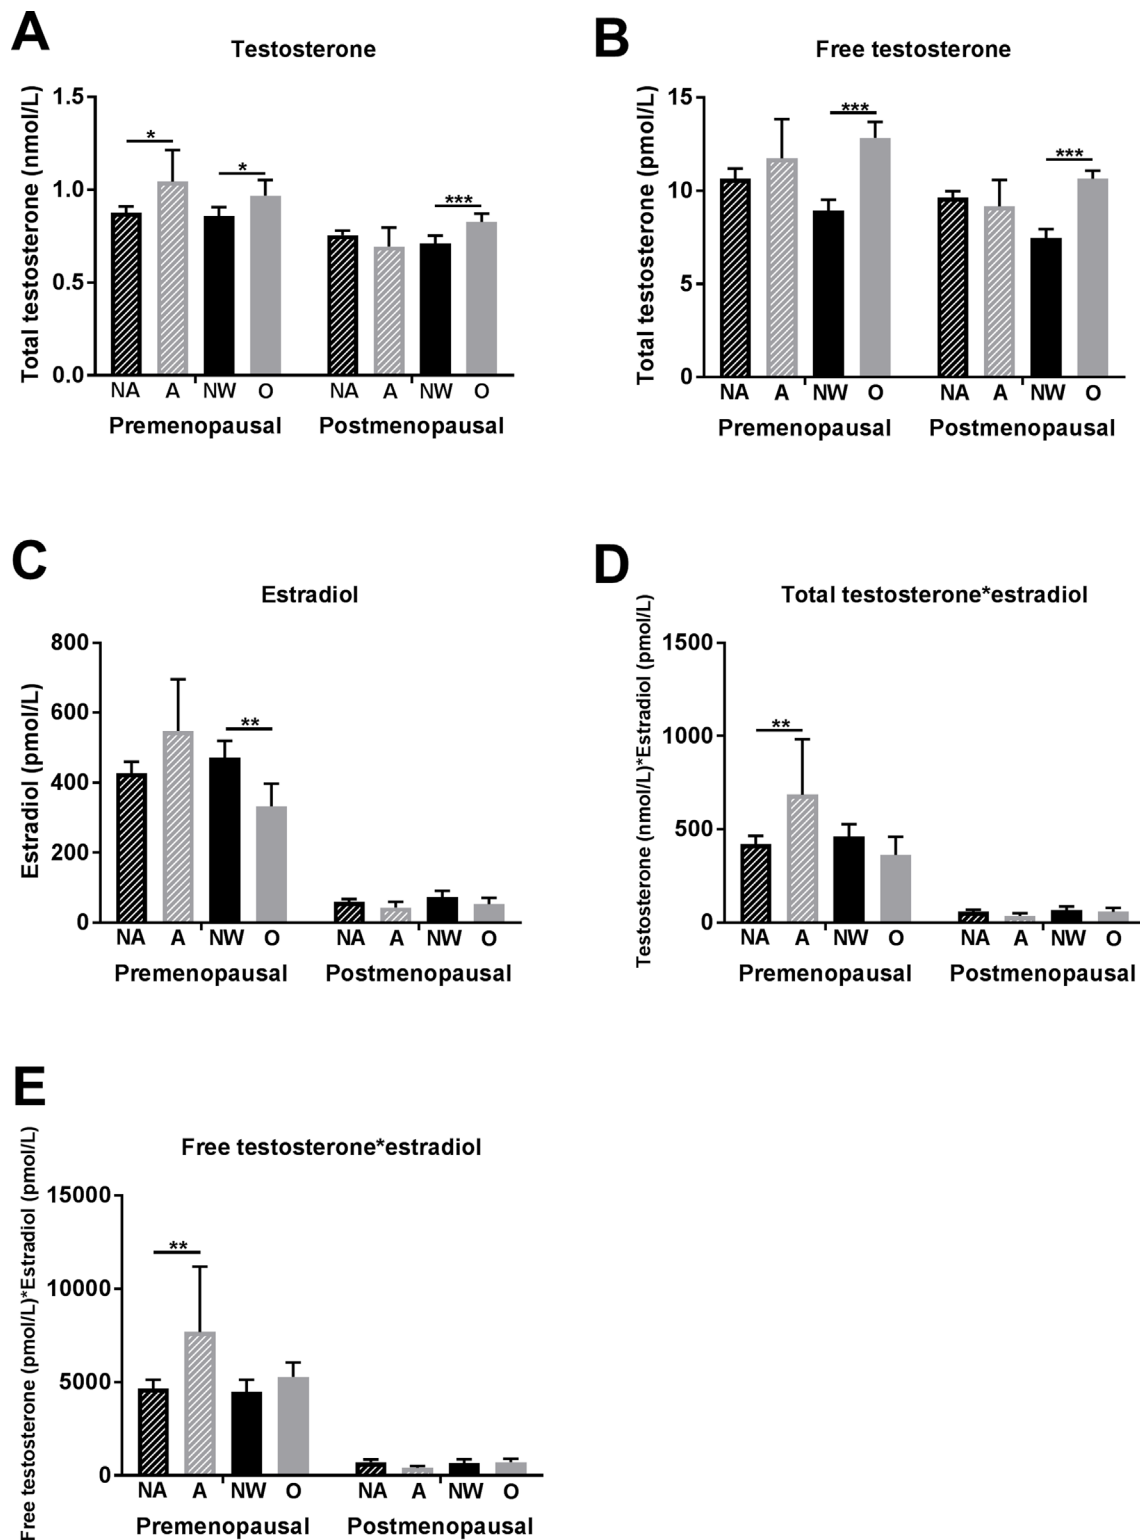 A
Testosterone
Total testosterone (nmol/L)
1.5
1.0
0.5
0.0
*
*
***
NA A NW O NA A NW O
Premenopausal Postmenopausal
B
Free testosterone
Total testosterone (pmol/L)
15
10
5
0
***
***
NA A NW O NA A NW O
Premenopausal Postmenopausal
C
Estradiol
Estradiol (pmol/L)
800
600
400
200
0
**
NA A NW O NA A NW O
Premenopausal Postmenopausal
D
Total testosterone*estradiol
Testosterone (nmol/L)*Estradiol (pmol/L)
1500
1000
500
0
**
NA A NW O NA A NW O
Premenopausal Postmenopausal
E
Free testosterone*estradiol
Free testosterone (pmol/L)*Estradiol (pmol/L)
15000
10000
5000
0
**
NA A NW O NA A NW O
Premenopausal Postmenopausal